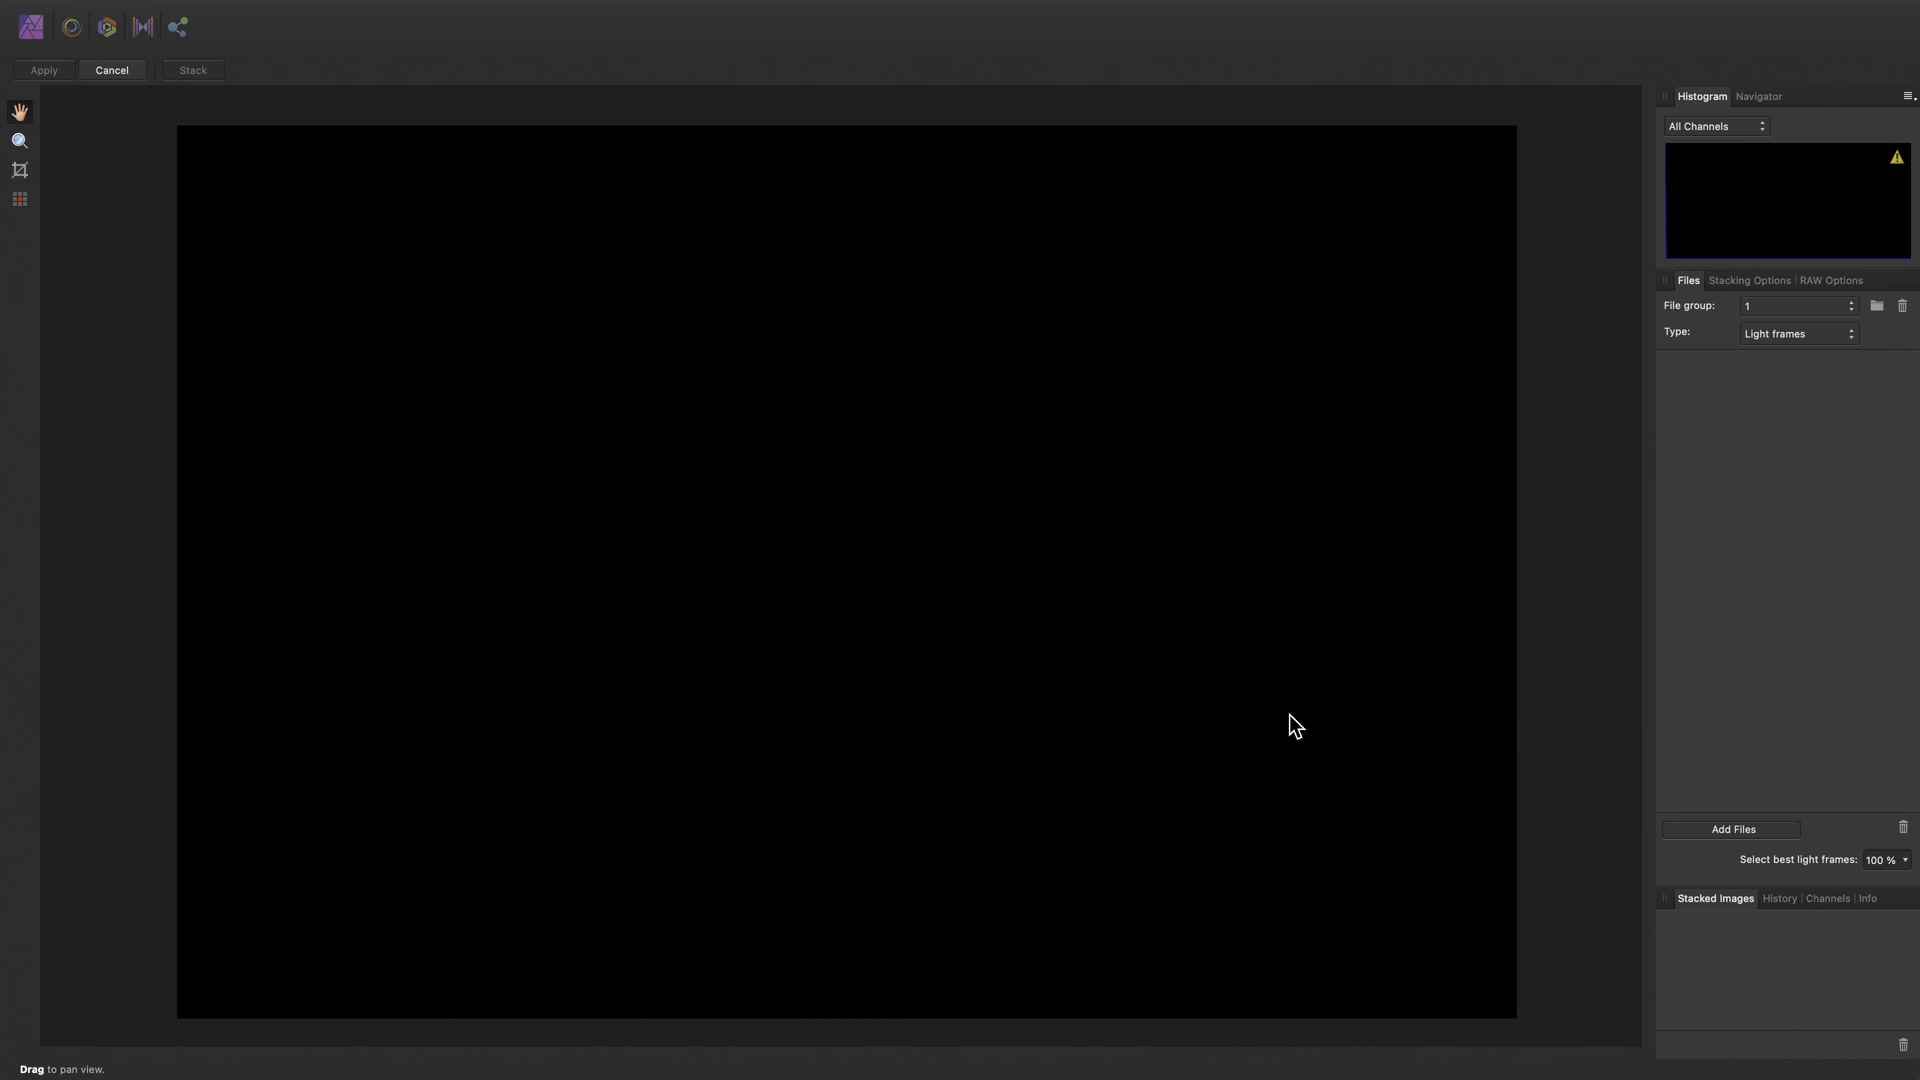 Apply Cancel Stack
Histogram Navigator
All Channels
Files Stacking Options RAW Options
File group: 1
Type: Light frames
Add Files
Select best light frames: 100 %
Stacked Images History Channels Info
Drag to pan view.